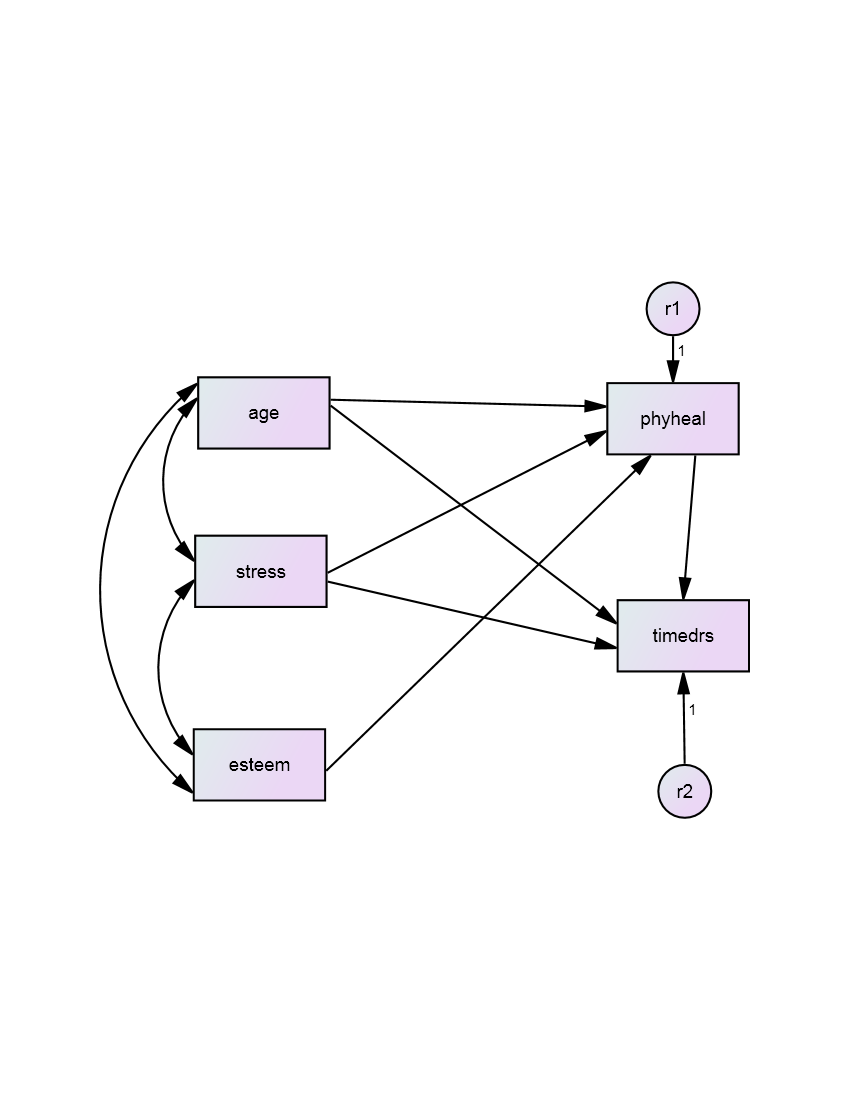 r1
1
age
phyheal
stress
timedrs
1
esteem
r2